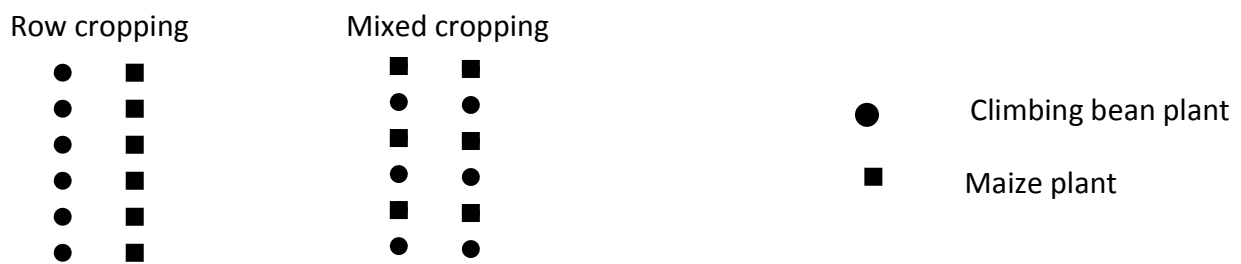 Row cropping
Mixed cropping
Climbing bean plant
Maize plant